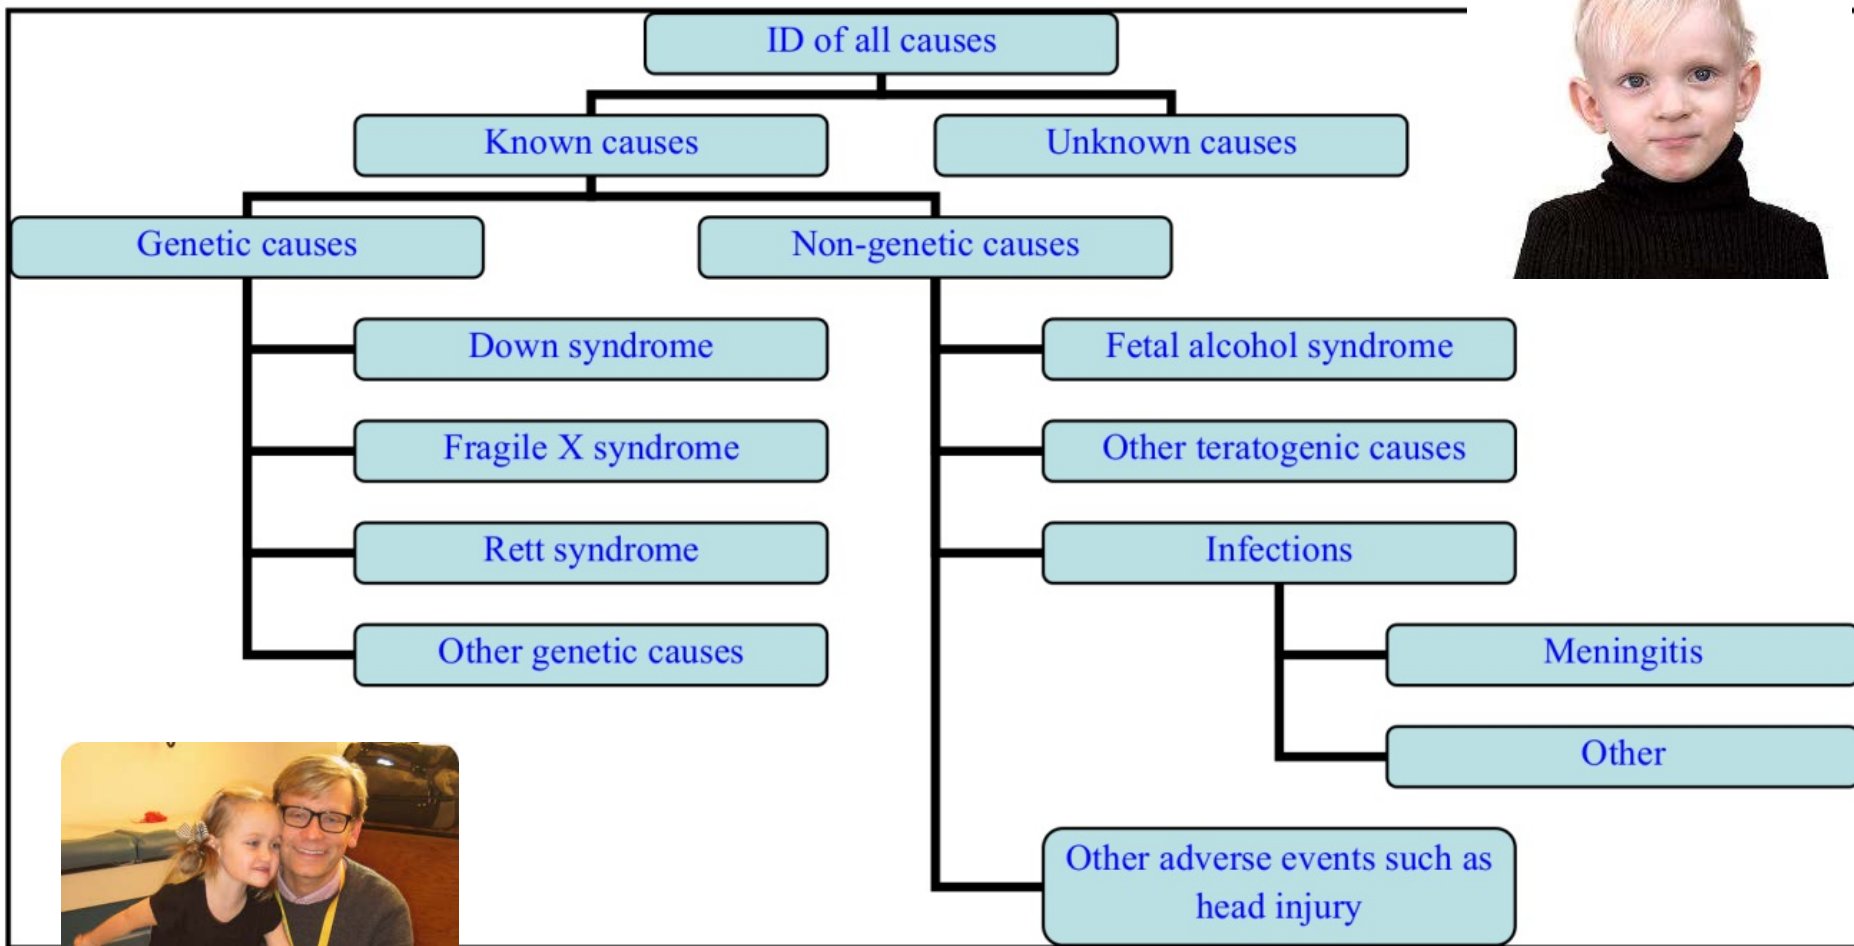 ID of all causes
Known causes
Unknown causes
Genetic causes
Non-genetic causes
Down syndrome
Fetal alcohol syndrome
Fragile X syndrome
Other teratogenic causes
Rett syndrome
Infections
Other genetic causes
Meningitis
Other
Other adverse events such as
head injury